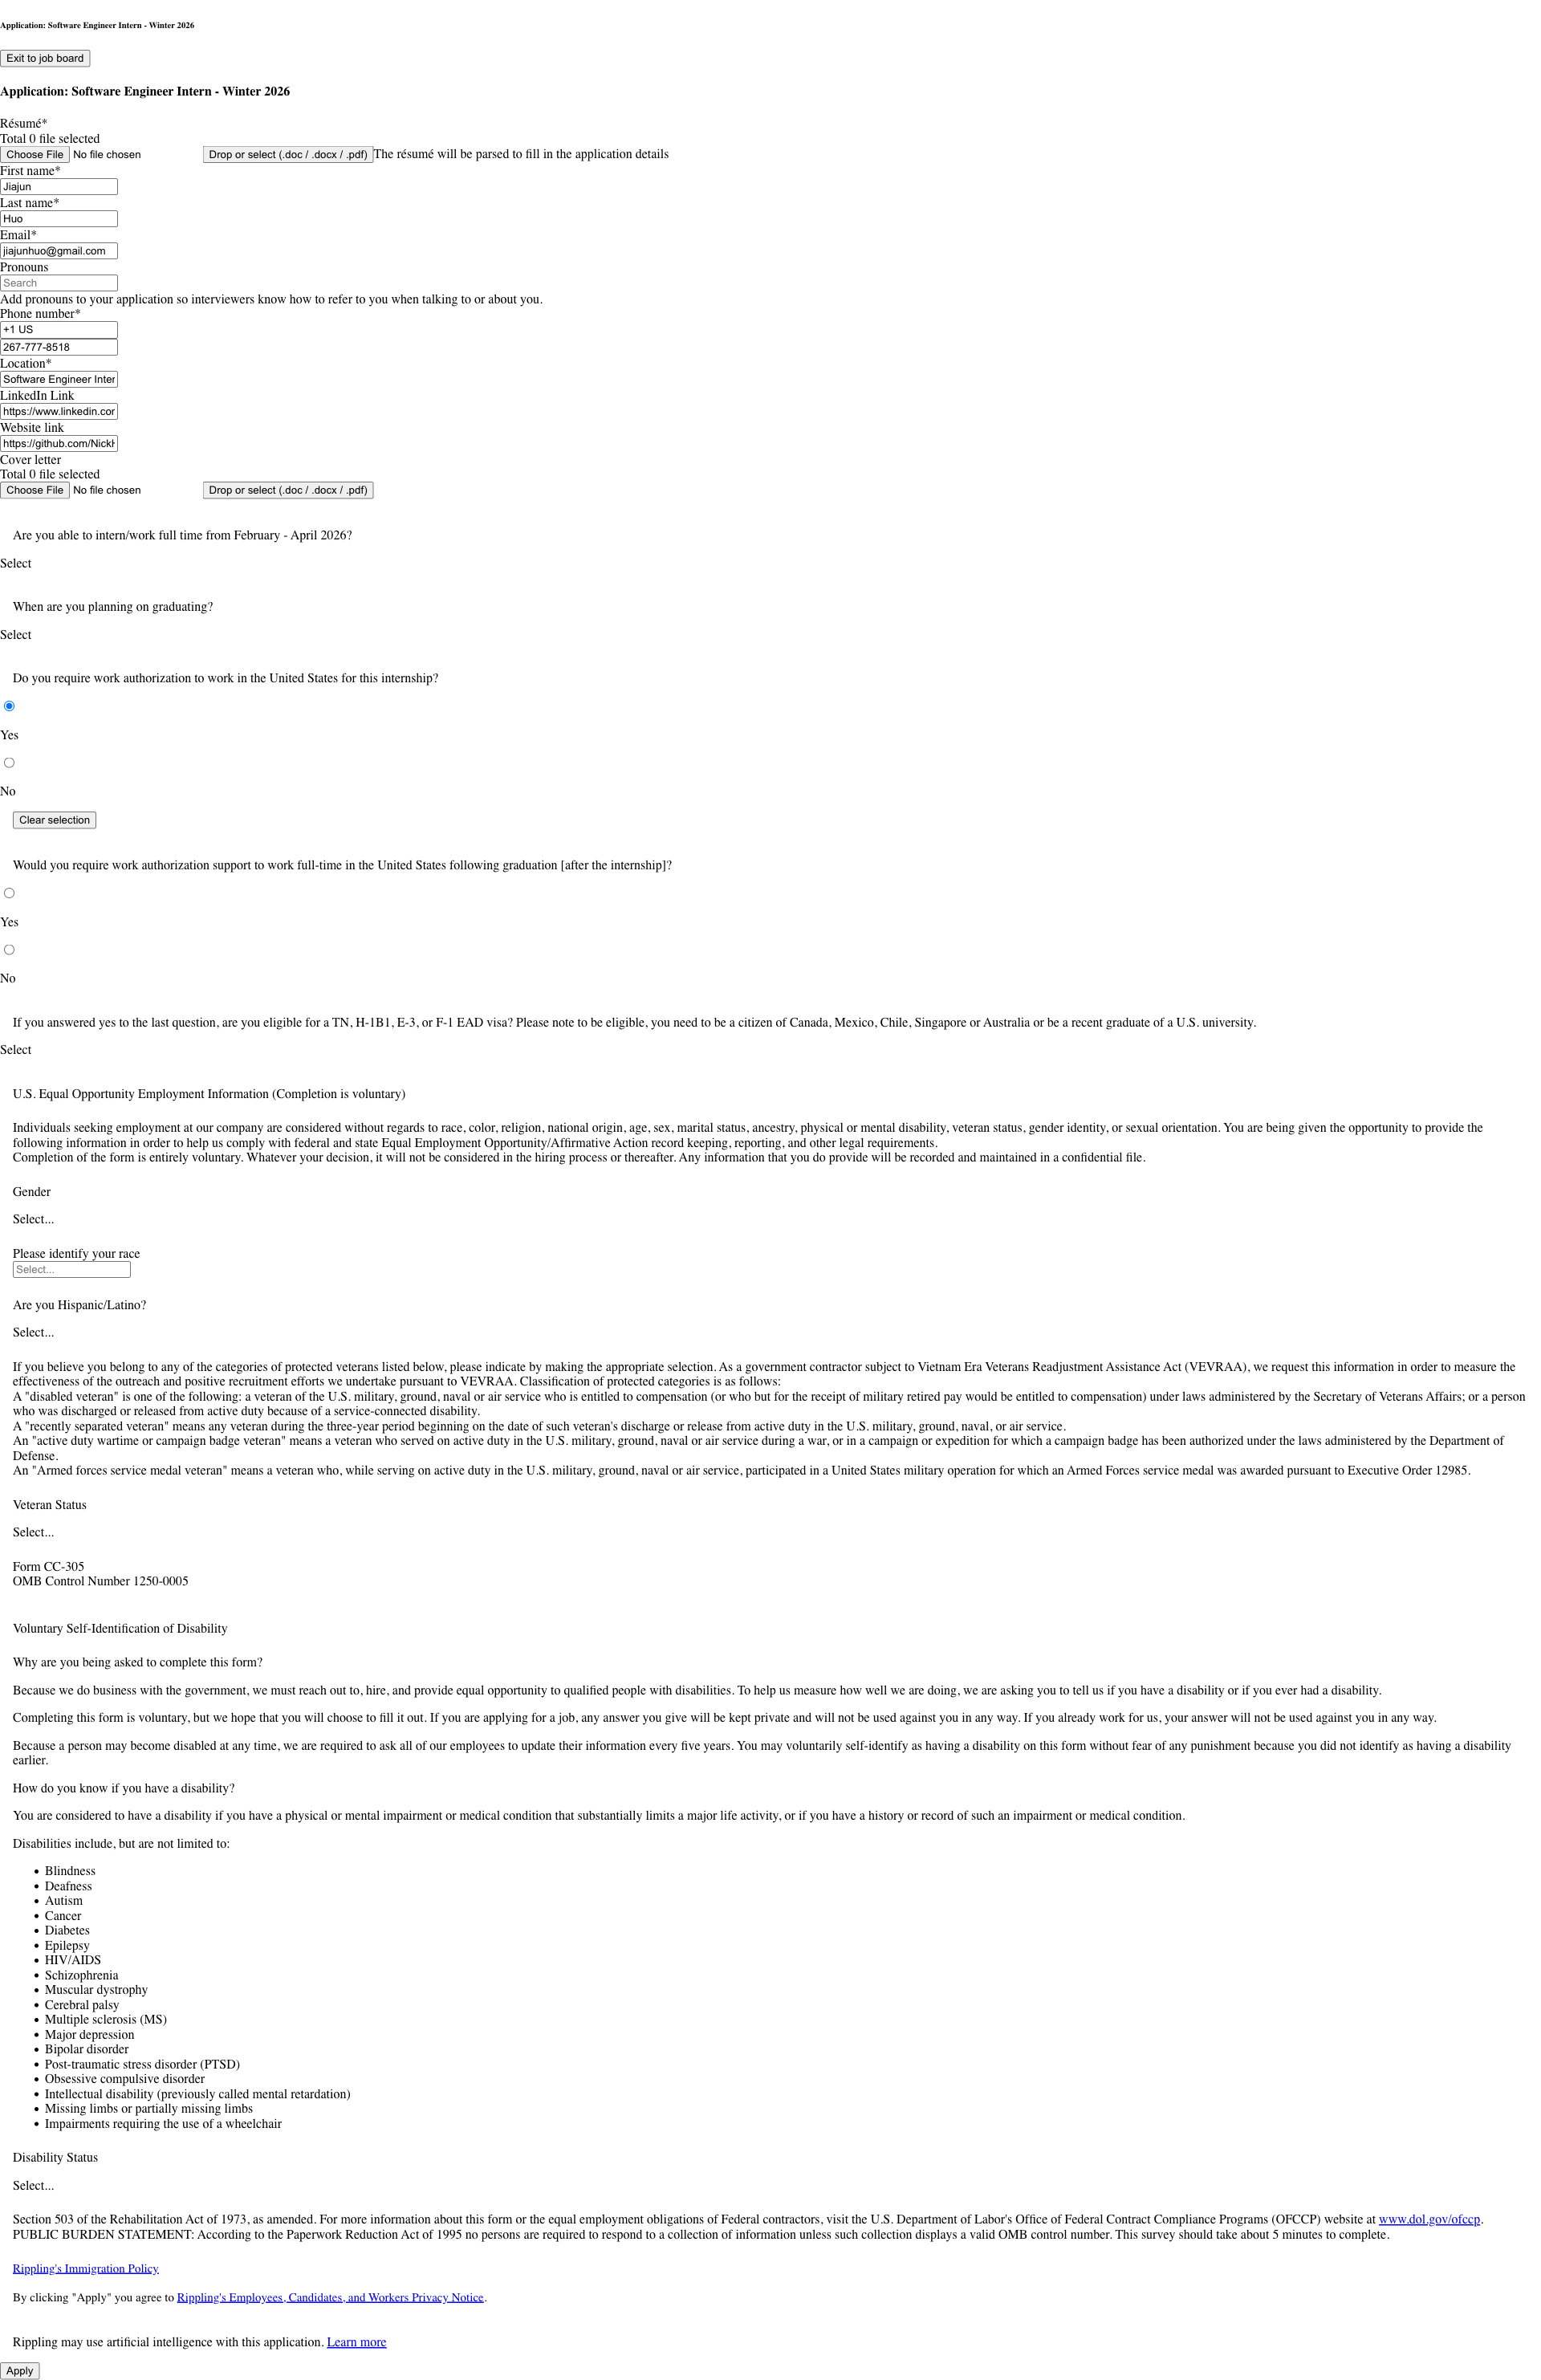 Application: Software Engineer Intern - Winter 2026
Exit to job board
Application: Software Engineer Intern - Winter 2026
Résumé*
Total 0 file selected
Choose File No file chosen Drop or select (.doc / .docx / .pdf)The résumé will be parsed to fill in the application details
First name*
Jiajun
Last name*
Huo
Email*
jiajunhuo@gmail.com
Pronouns
Search
Add pronouns to your application so interviewers know how to refer to you when talking to or about you.
Phone number*
+1 US
267-777-8518
Location*
Software Engineer Inter
LinkedIn Link
https://www.linkedin.cor
Website link
https://github.com/Nick
Cover letter
Total 0 file selected
Choose File No file chosen Drop or select (.doc / .docx / .pdf)
Are you able to intern/work full time from February - April 2026?
Select
When are you planning on graduating?
Select
Do you require work authorization to work in the United States for this internship?
Yes
No
Clear selection
Would you require work authorization support to work full-time in the United States following graduation [after the internship]?
Yes
No
If you answered yes to the last question, are you eligible for a TN, H-1B1, E-3, or F-1 EAD visa? Please note to be eligible, you need to be a citizen of Canada, Mexico, Chile, Singapore or Australia or be a recent graduate of a U.S. university.
Select
U.S. Equal Opportunity Employment Information (Completion is voluntary)
Individuals seeking employment at our company are considered without regards to race, color, religion, national origin, age, sex, marital status, ancestry, physical or mental disability, veteran status, gender identity, or sexual orientation. You are being given the opportunity to provide the
following information in order to help us comply with federal and state Equal Employment Opportunity/Affirmative Action record keeping, reporting, and other legal requirements.
Completion of the form is entirely voluntary. Whatever your decision, it will not be considered in the hiring process or thereafter. Any information that you do provide will be recorded and maintained in a confidential file.
Gender
Select...
Please identify your race
Select...
Are you Hispanic/Latino?
Select...
If you believe you belong to any of the categories of protected veterans listed below, please indicate by making the appropriate selection. As a government contractor subject to Vietnam Era Veterans Readjustment Assistance Act (VEVRAA), we request this information in order to measure the
effectiveness of the outreach and positive recruitment efforts we undertake pursuant to VEVRAA. Classification of protected categories is as follows:
A "disabled veteran" is one of the following: a veteran of the U.S. military, ground, naval or air service who is entitled to compensation (or who but for the receipt of military retired pay would be entitled to compensation) under laws administered by the Secretary of Veterans Affairs; or a person
who was discharged or released from active duty because of a service-connected disability.
A "recently separated veteran" means any veteran during the three-year period beginning on the date of such veteran's discharge or release from active duty in the U.S. military, ground, naval, or air service.
An "active duty wartime or campaign badge veteran" means a veteran who served on active duty in the U.S. military, ground, naval or air service during a war, or in a campaign or expedition for which a campaign badge has been authorized under the laws administered by the Department of
Defense.
An "Armed forces service medal veteran" means a veteran who, while serving on active duty in the U.S. military, ground, naval or air service, participated in a United States military operation for which an Armed Forces service medal was awarded pursuant to Executive Order 12985.
Veteran Status
Select...
Form CC-305
OMB Control Number 1250-0005
Voluntary Self-Identification of Disability
Why are you being asked to complete this form?
Because we do business with the government, we must reach out to, hire, and provide equal opportunity to qualified people with disabilities. To help us measure how well we are doing, we are asking you to tell us if you have a disability or if you ever had a disability.
Completing this form is voluntary, but we hope that you will choose to fill it out. If you are applying for a job, any answer you give will be kept private and will not be used against you in any way. If you already work for us, your answer will not be used against you in any way.
Because a person may become disabled at any time, we are required to ask all of our employees to update their information every five years. You may voluntarily self-identify as having a disability on this form without fear of any punishment because you did not identify as having a disability
earlier.
How do you know if you have a disability?
You are considered to have a disability if you have a physical or mental impairment or medical condition that substantially limits a major life activity, or if you have a history or record of such an impairment or medical condition.
Disabilities include, but are not limited to:
• Blindness
• Deafness
• Autism
• Cancer
• Diabetes
• Epilepsy
• HIV/AIDS
• Schizophrenia
• Muscular dystrophy
• Cerebral palsy
• Multiple sclerosis (MS)
• Major depression
• Bipolar disorder
• Post-traumatic stress disorder (PTSD)
• Obsessive compulsive disorder
• Intellectual disability (previously called mental retardation)
• Missing limbs or partially missing limbs
• Impairments requiring the use of a wheelchair
Disability Status
Select...
Section 503 of the Rehabilitation Act of 1973, as amended. For more information about this form or the equal employment obligations of Federal contractors, visit the U.S. Department of Labor's Office of Federal Contract Compliance Programs (OFCCP) website at www.dol.gov/ofccp.
PUBLIC BURDEN STATEMENT: According to the Paperwork Reduction Act of 1995 no persons are required to respond to a collection of information unless such collection displays a valid OMB control number. This survey should take about 5 minutes to complete.
Rippling's Immigration Policy
By clicking "Apply" you agree to Rippling's Employees, Candidates, and Workers Privacy Notice.
Rippling may use artificial intelligence with this application. Learn more
Apply